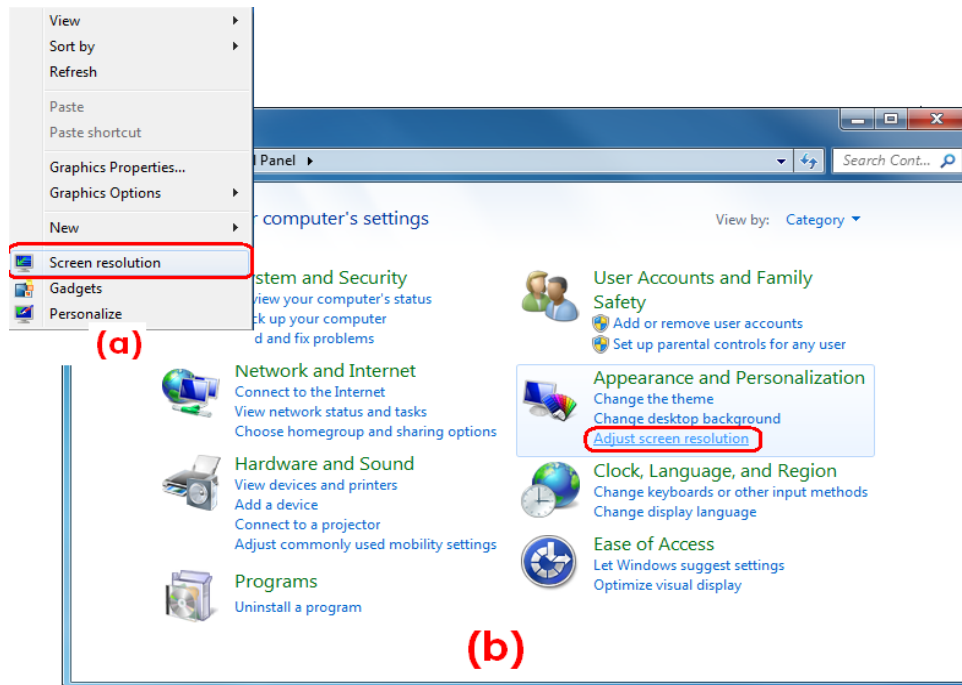 View
Sort by
Refresh
Paste
Paste shortcut
Graphics Properties...
Graphics Options
New
Screen resolution
Gadgets
Personalize
(a)
l Panel
Search Cont...
computer's settings
View by: Category
stem and Security
view your computer's status
ck up your computer
d and fix problems
Network and Internet
Connect to the Internet
View network status and tasks
Choose homegroup and sharing options
Hardware and Sound
View devices and printers
Add a device
Connect to a projector
Adjust commonly used mobility settings
Programs
Uninstall a program
User Accounts and Family
Safety
Add or remove user accounts
Set up parental controls for any user
Appearance and Personalization
Change the theme
Change desktop background
Adjust screen resolution
Clock, Language, and Region
Change keyboards or other input methods
Change display language
Ease of Access
Let Windows suggest settings
Optimize visual display
(b)